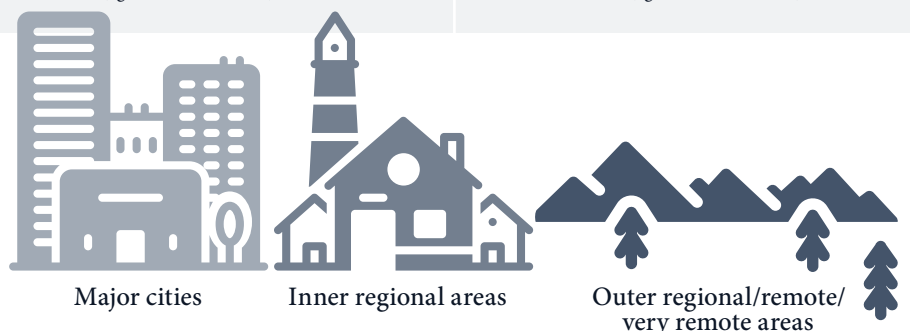 Major cities
Inner regional areas
Outer regional/remote/
very remote areas